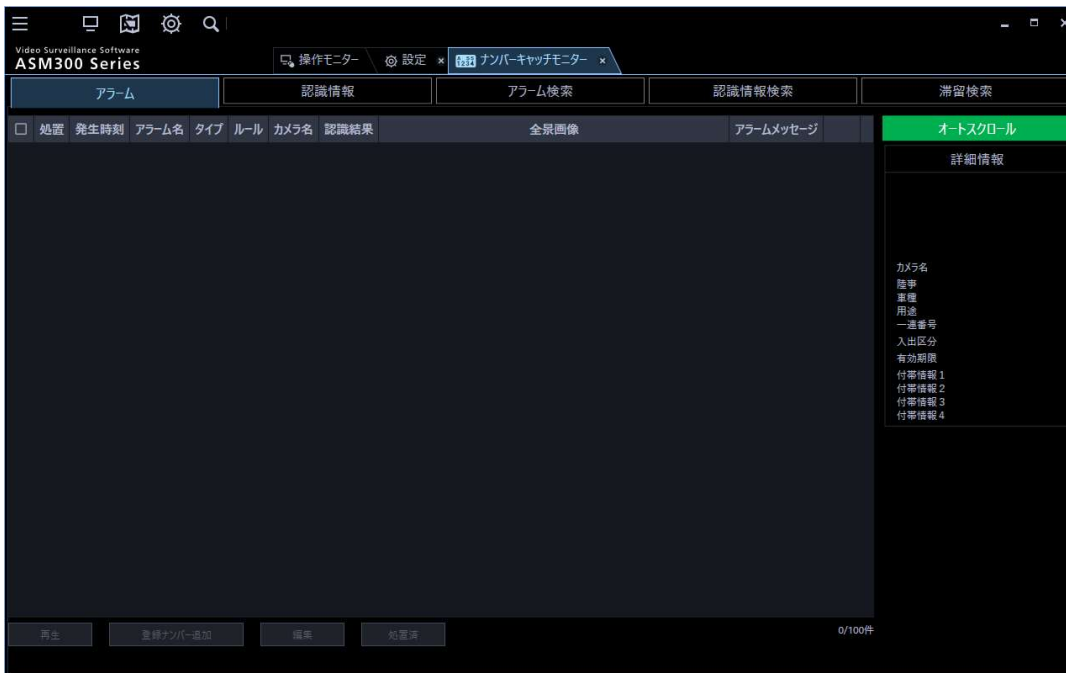 Video Surveillance Software
ASM300 Series
操作モニター 設定 × ナンバーキャッチモニター ×
アラーム 認識情報 アラーム検索 認識情報検索 滞留検索
処置 発生時刻 アラーム名 タイプ ルール カメラ名 認識結果 全景画像 アラームメッセージ
オートスクロール
詳細情報
カメラ名
陸事
車種
用途
一連番号
入出区分
有効期限
付帯情報1
付帯情報2
付帯情報3
付帯情報4
再生 登録ナンバー追加 編集 処置済 0/100件